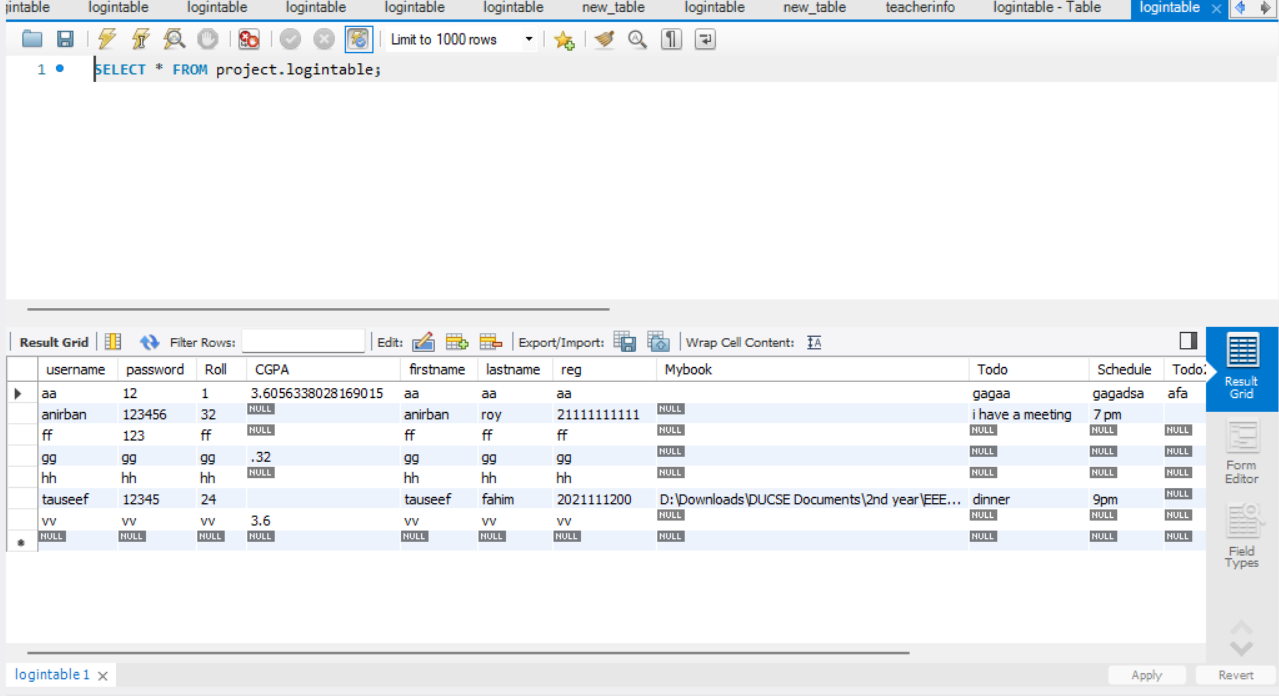 intable logintable logintable logintable logintable logintable new_table logintable new_table teacherinfo logintable - Table logintable
Limit to 1000 rows
1 SELECT * FROM project.logintable;
Result Grid Filter Rows: Edit: Export/Import: Wrap Cell Content: IA
username password Roll CGPA firstname lastname reg Mybook Todo Schedule Todo2
aa 12 1 3.6056338028169015 aa aa aa gagaa gagadsa afa
anirban 123456 32 NULL anirban roy 21111111111 NULL i have a meeting 7 pm
ff 123 ff NULL ff ff ff NULL NULL NULL NULL
gg gg gg .32 gg gg gg NULL NULL NULL NULL
hh hh hh NULL hh hh hh NULL NULL NULL NULL
tauseef 12345 24 tauseef fahim 2021111200 D:\Downloads\DUCSE Documents\2nd year\EEE... dinner 9pm NULL
vv vv vv 3.6 vv vv vv NULL NULL NULL NULL
NULL NULL NULL NULL NULL NULL NULL NULL NULL NULL NULL
Result
Grid
Form
Editor
Field
Types
logintable 1
Apply Revert